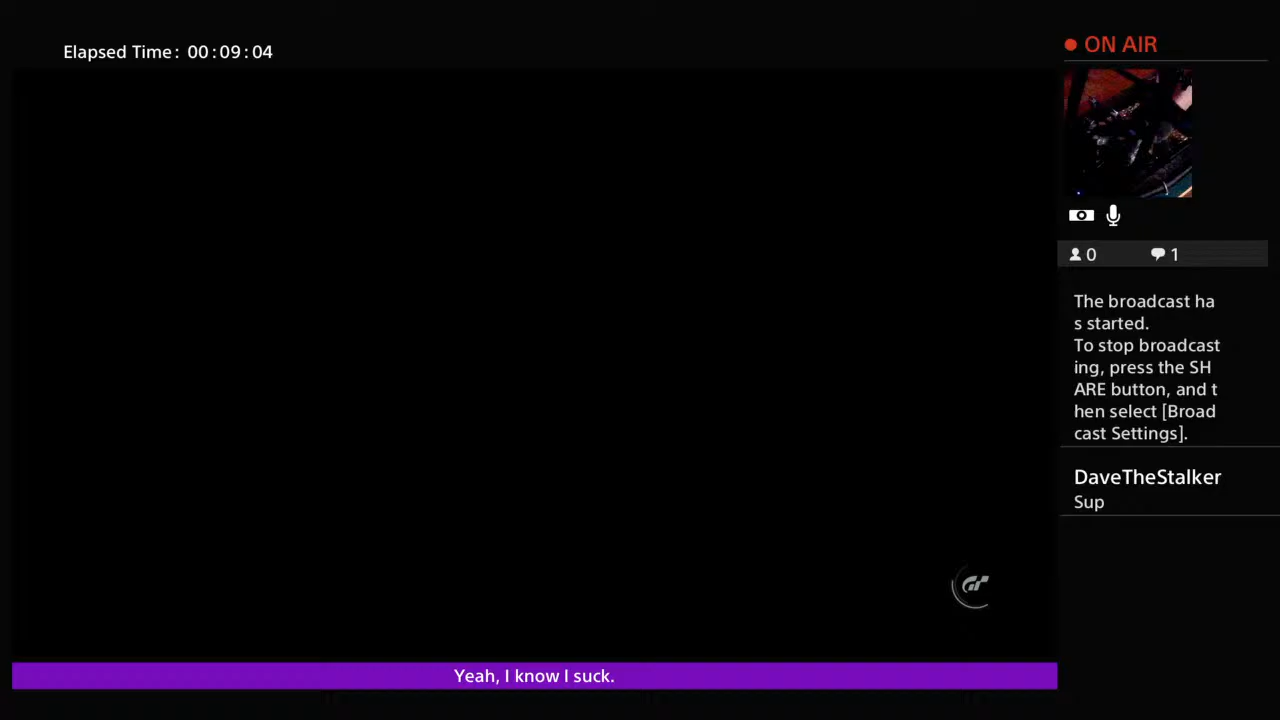 Elapsed Time: 00:09:04
ON AIR
0 1
The broadcast ha
s started.
To stop broadcast
ing, press the SH
ARE button, and t
hen select [Broad
cast Settings].
DaveTheStalker
Sup
GT
Yeah, I know I suck.